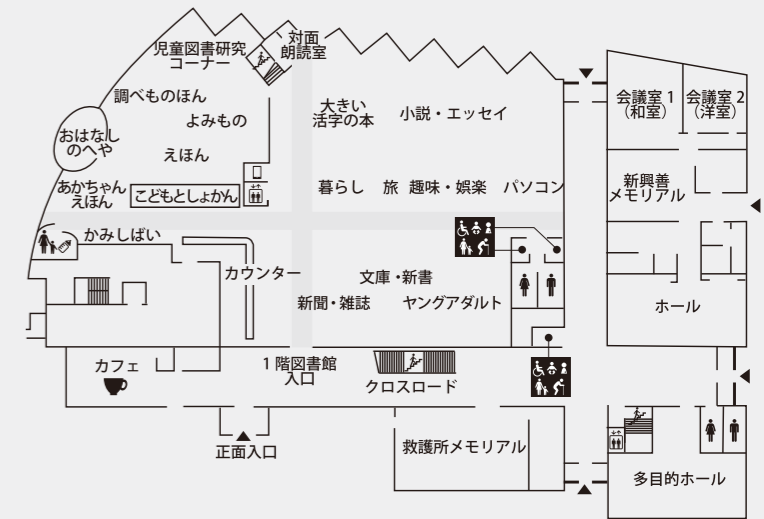 児童図書研究
コーナー
対面
朗読室
調べものほん
よみもの
大きい
活字の本
小説・エッセイ
会議室 1
(和室)
会議室 2
(洋室)
おはなし
のへや
えほん
あかちゃん
えほん
こどもとしょかん
暮らし
旅
趣味・娯楽
パソコン
新興善
メモリアル
かみしばい
カウンター
文庫・新書
新聞・雑誌
ヤングアダルト
ホール
カフェ
1 階図書館
入口
クロスロード
正面入口
救護所メモリアル
多目的ホール